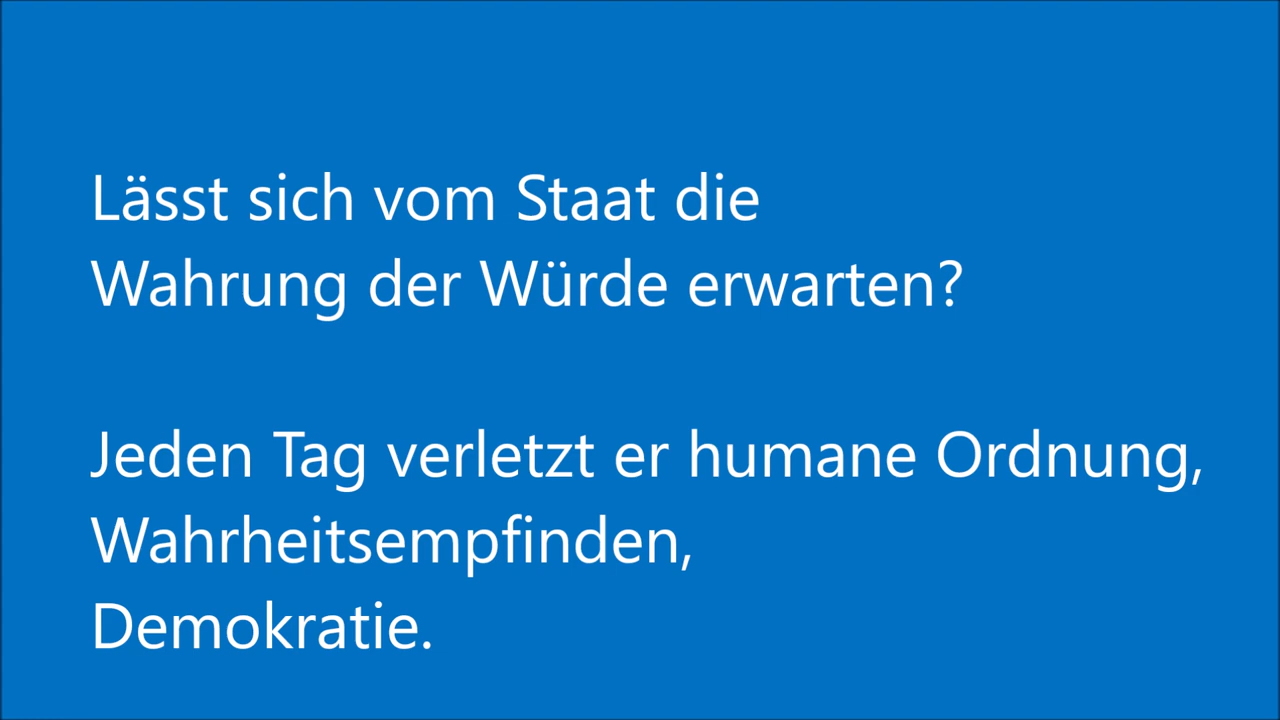 Lässt sich vom Staat die
Wahrung der Würde erwarten?
Jeden Tag verletzt er humane Ordnung,
Wahrheitsempfinden,
Demokratie.